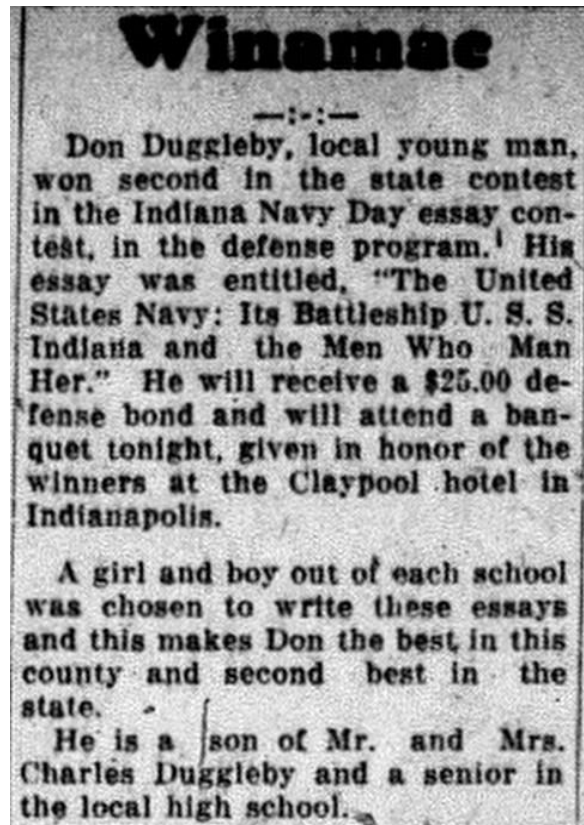 Winamac
—:-:—
Don Duggleby, local young man,
won second in the state contest
in the Indiana Navy Day essay con-
test, in the defense program. His
essay was entitled, "The United
States Navy: Its Battleship U. S. S.
Indiana and the Men Who Man
Her." He will receive a $25.00 de-
fense bond and will attend a ban-
quet tonight, given in honor of the
winners at the Claypool hotel in
Indianapolis.
A girl and boy out of each school
was chosen to write these essays
and this makes Don the best in this
county and second best in the
state.
He is a son of Mr. and Mrs.
Charles Duggleby and a senior in
the local high school.